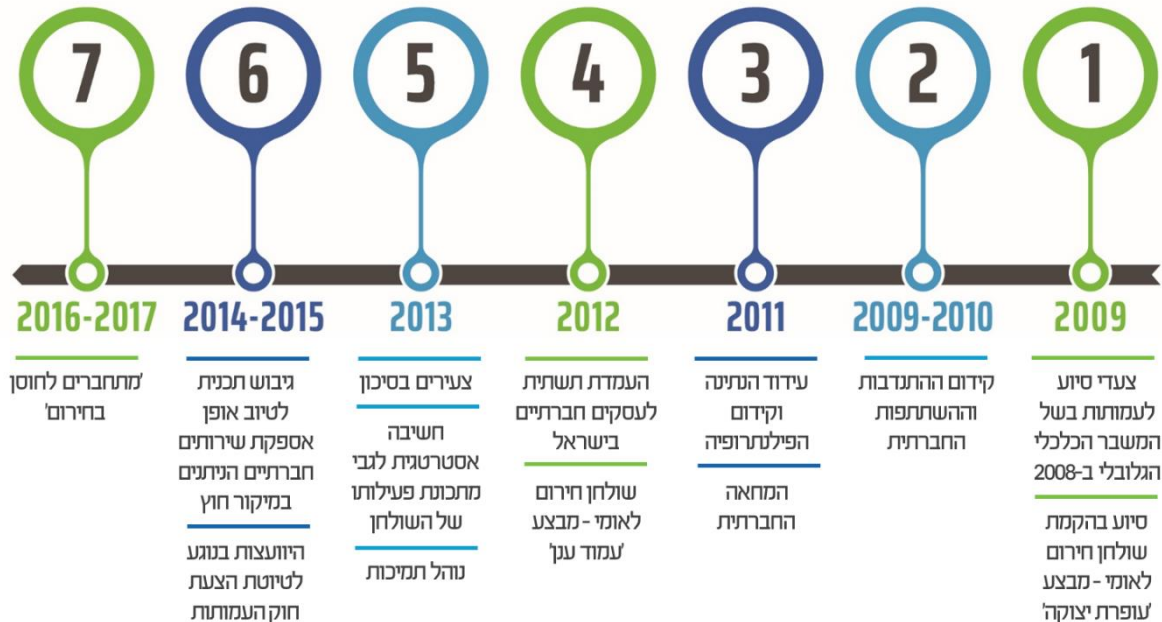 1
2009
צעדי סיוע
לעמותות בשל
המשבר הכלכלי
הגלובלי ב-2008
סיוע בהקמת
שולחן חירום
לאומי - מבצע
'עופרת יצוקה'
2
2009-2010
קידום ההתנדבות
וההשתתפות
החברתית
3
2011
עידוד הנתינה
וקידום
הפילנתרופיה
המחאה
החברתית
4
2012
העמדת תשתית
לעסקים חברתיים
בישראל
שולחן חירום
לאומי - מבצע
'עמוד ענן'
5
2013
צעירים בסיכון
חשיבה
אסטרטגית לגבי
מתכונת פעילותו
של השולחן
נוהל תמיכות
6
2014-2015
גיבוש תכנית
לטיוב אופן
אספקת שירותים
חברתיים הניתנים
במיקור חוץ
היוועצות בנוגע
לטיוטת הצעת
חוק העמותות
7
2016-2017
'מתחברים לחוסן
בחירום'